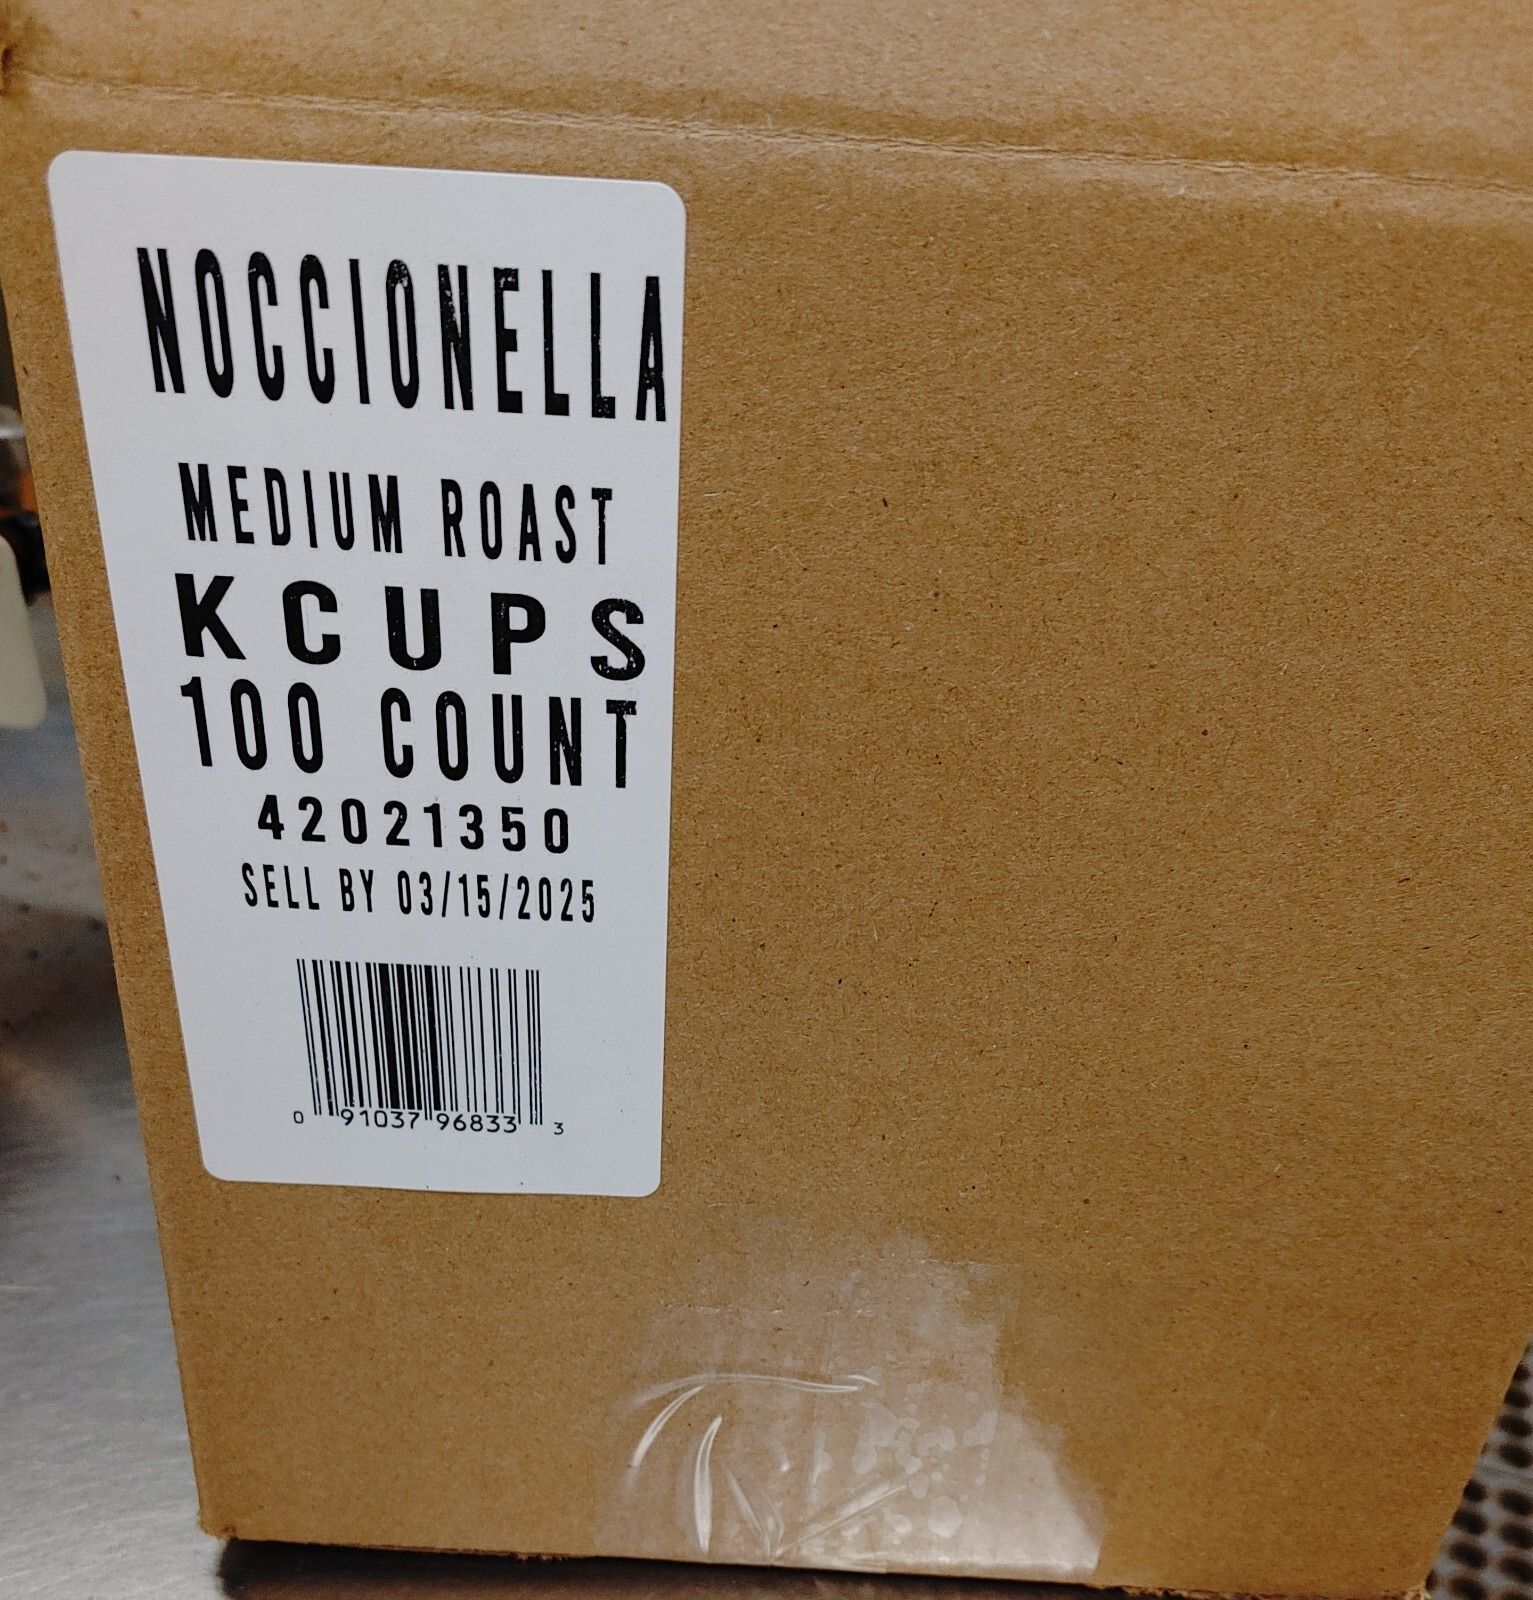 NOCCIONELLA
MEDIUM ROAST
KCUPS
100 COUNT
42021350
SELL BY 03/15/2025
0 91037 96833 3